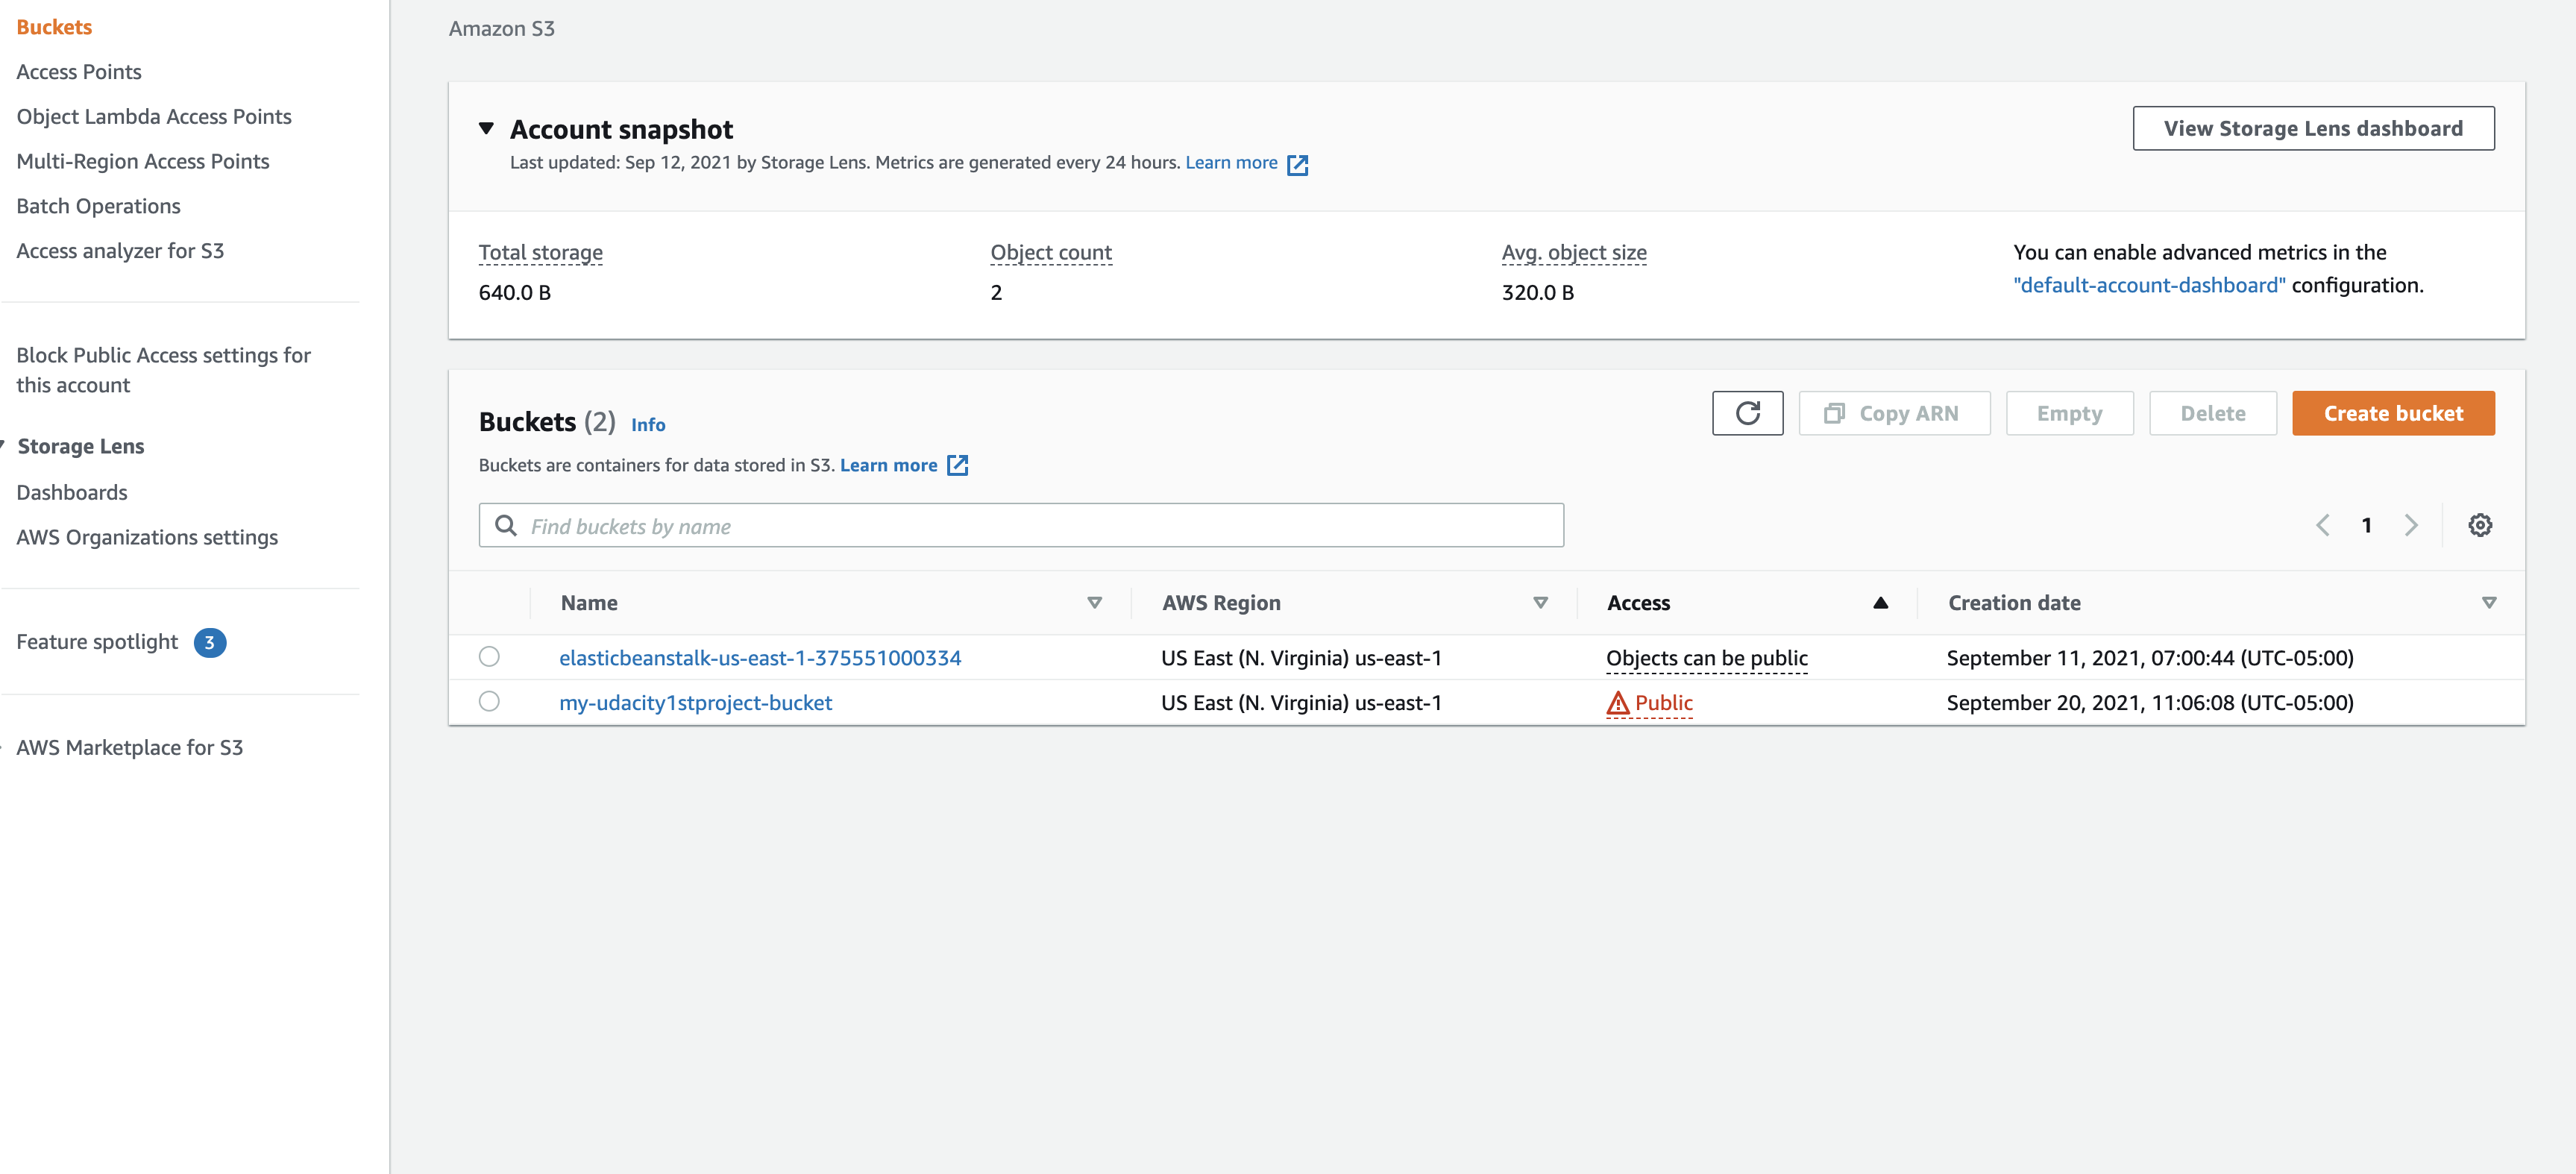 Buckets
Access Points
Object Lambda Access Points
Multi-Region Access Points
Batch Operations
Access analyzer for S3
Block Public Access settings for
this account
Storage Lens
Dashboards
AWS Organizations settings
Feature spotlight 3
AWS Marketplace for S3
Amazon S3
Account snapshot
View Storage Lens dashboard
Last updated: Sep 12, 2021 by Storage Lens. Metrics are generated every 24 hours. Learn more
Total storage
640.0 B
Object count
2
Avg. object size
320.0 B
You can enable advanced metrics in the
"default-account-dashboard" configuration.
Buckets (2) Info
Copy ARN Empty Delete Create bucket
Buckets are containers for data stored in S3. Learn more
Find buckets by name
1
Name AWS Region Access Creation date
elasticbeanstalk-us-east-1-375551000334 US East (N. Virginia) us-east-1 Objects can be public September 11, 2021, 07:00:44 (UTC-05:00)
my-udacity1stproject-bucket US East (N. Virginia) us-east-1 Public September 20, 2021, 11:06:08 (UTC-05:00)